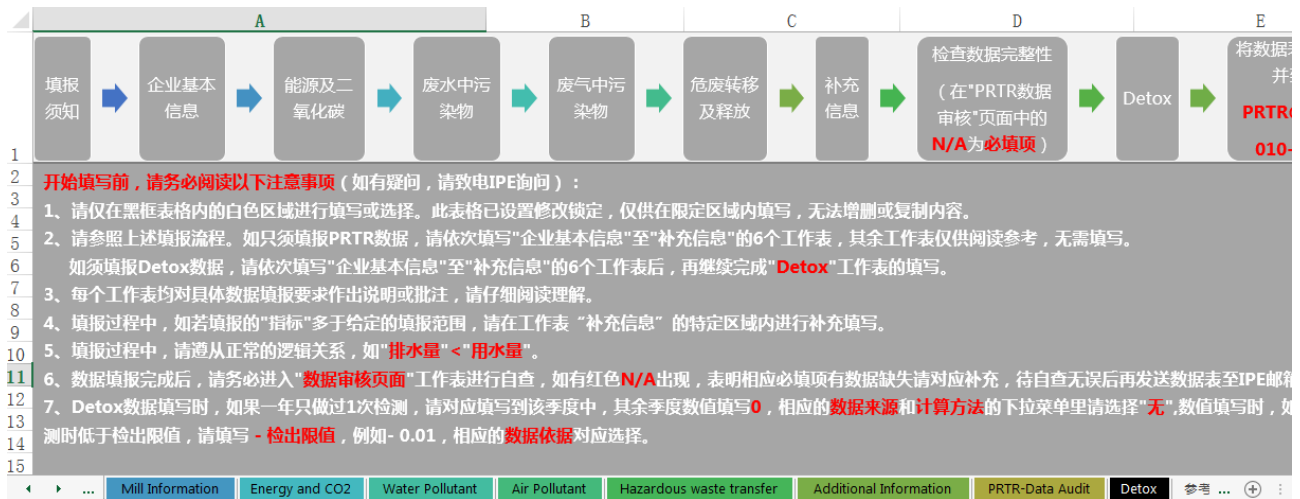 A B C D E
填报
须知
企业基本
信息
能源及二
氧化碳
废水中污
染物
废气中污
染物
危废转移
及释放
补充
信息
检查数据完整性
（在"PRTR数据
审核"页面中的
N/A为必填项）
Detox
将数据
并
PRTR
010-
1
2
3
4
5
6
7
8
9
10
11
12
13
14
15
开始填写前，请务必阅读以下注意事项（如有疑问，请致电IPE询问）：
1、请仅在黑框表格内的白色区域进行填写或选择。此表格已设置修改锁定，仅供在限定区域内填写，无法增删或复制内容。
2、请参照上述填报流程。如只须填报PRTR数据，请依次填写"企业基本信息"至"补充信息"的6个工作表，其余工作表仅供阅读参考，无需填写。
如须填报Detox数据，请依次填写"企业基本信息"至"补充信息"的6个工作表后，再继续完成"Detox"工作表的填写。
3、每个工作表均对具体数据填报要求作出说明或批注，请仔细阅读理解。
4、填报过程中，如若填报的"指标"多于给定的填报范围，请在工作表“补充信息”的特定区域内进行补充填写。
5、填报过程中，请遵从正常的逻辑关系，如"排水量"<"用水量"。
6、数据填报完成后，请务必进入"数据审核页面"工作表进行自查，如有红色N/A出现，表明相应必填项有数据缺失请对应补充，待自查无误后再发送数据表至IPE邮箱
7、Detox数据填写时，如果一年只做过1次检测，请对应填写到该季度中，其余季度数值填写0，相应的数据来源和计算方法的下拉菜单里请选择"无",数值填写时，如
测时低于检出限值，请填写 - 检出限值，例如- 0.01，相应的数据依据对应选择。
... Mill Information Energy and CO2 Water Pollutant Air Pollutant Hazardous waste transfer Additional Information PRTR-Data Audit Detox 参考 ...